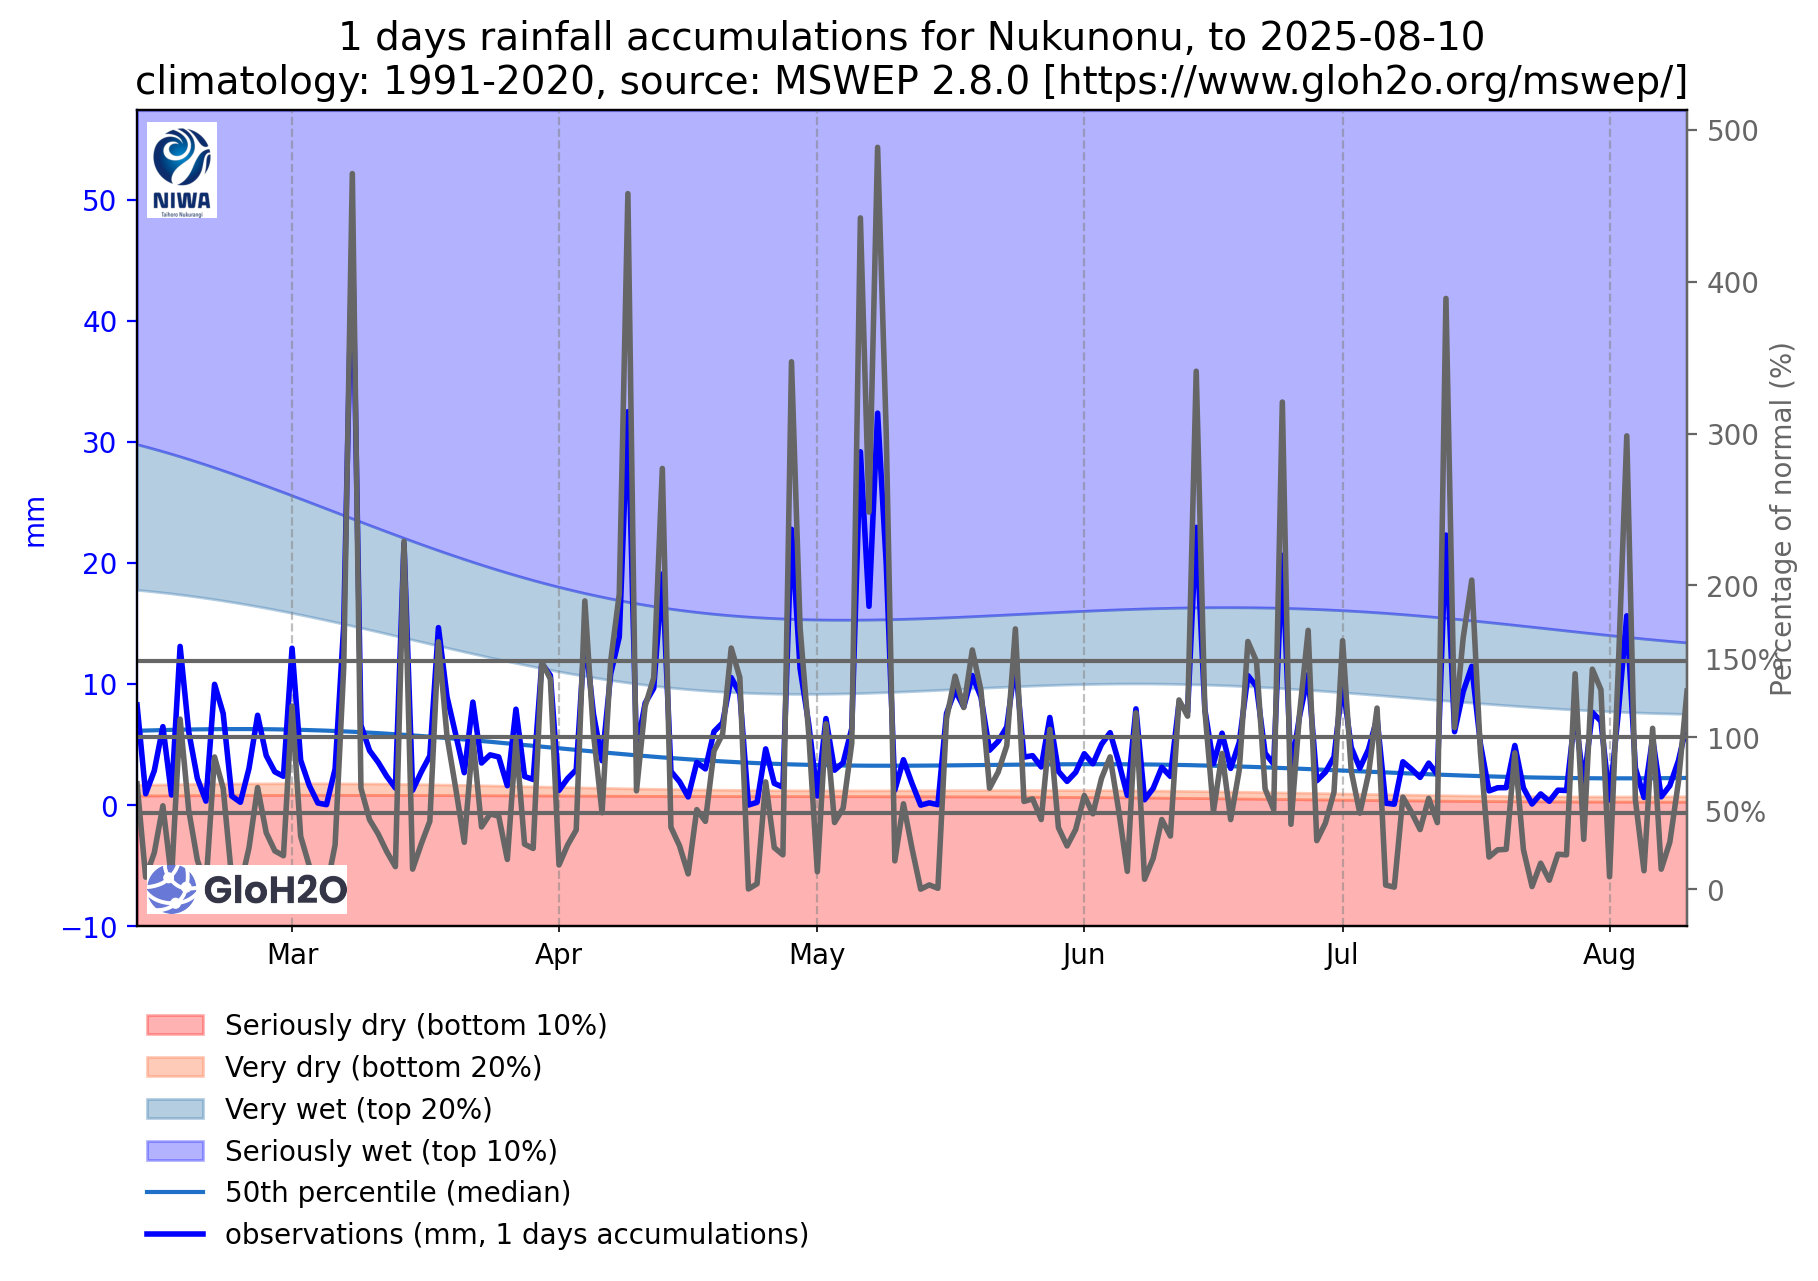 1 days rainfall accumulations for Nukunonu, to 2025-08-10
climatology: 1991-2020, source: MSWEP 2.8.0 [https://www.gloh2o.org/mswep/]
NIWA
Taihoro Nukurangi
50
40
30
20
10
0
−10
mm
500
400
300
200
150%
100
50%
0
Percentage of normal (%)
GloH2O
Mar
Apr
May
Jun
Jul
Aug
Seriously dry (bottom 10%)
Very dry (bottom 20%)
Very wet (top 20%)
Seriously wet (top 10%)
50th percentile (median)
observations (mm, 1 days accumulations)